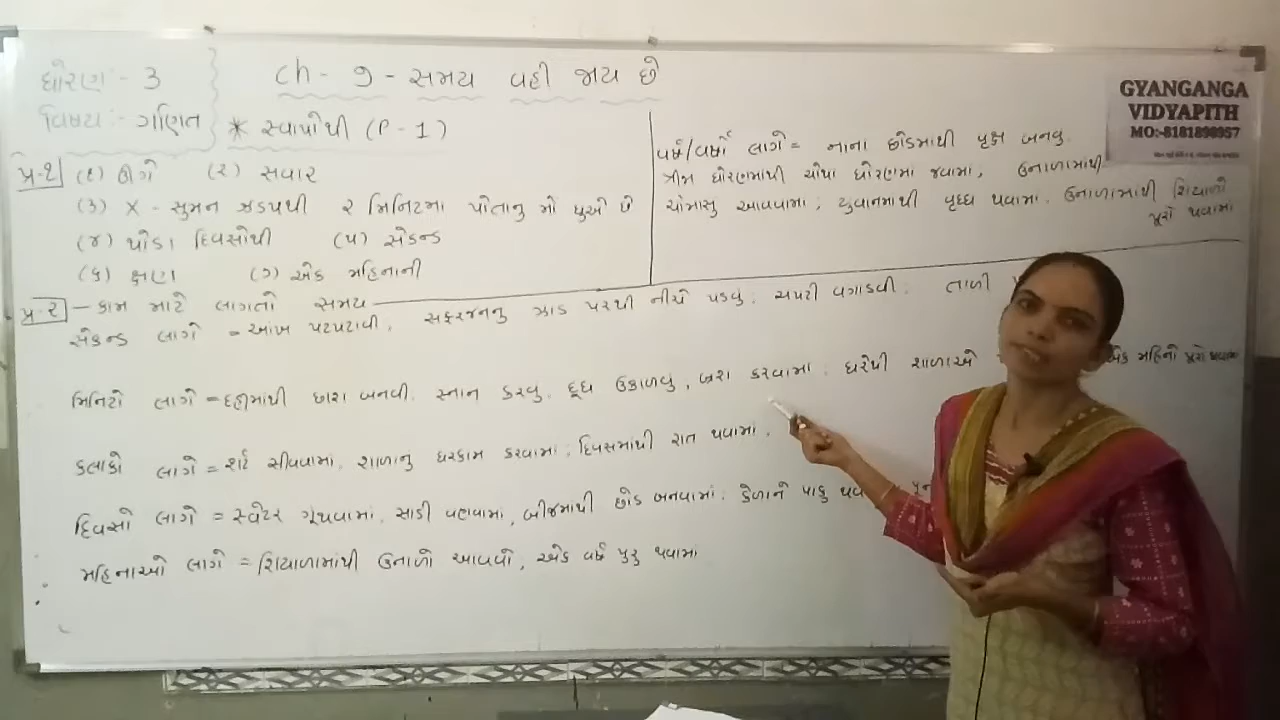 ધોરણ :- 3
વિષય :- ગણિત
ch - 9 - સમય વહી જાય છે
* સ્વાપોથી (P - 1)
GYANGANGA
VIDYAPITH
MO:-8181898957
પ્ર-૧ (૧) ઊગે (૨) સવાર
(૩) X - સુમન ઝડપથી ૨ મિનિટમા પોતાનુ મો ધુએ છે
(૪) થોડા દિવસોથી (૫) સેકન્ડ
(૬) ક્ષણ (૭) એક મહિનાની
વર્ષ/વર્ષો લાગે = નાના છોડમાથી વૃક્ષ બનવુ.
ત્રીજા ધોરણમાથી ચોથા ધોરણમા જવામા, ઉનાળામાથી
ચોમાસુ આવવામા, યુવાનમાથી વૃધ્ધ થવામા. ઉનાળામાથી શિયાળો
પૂરો થવામા
પ્ર-૨ - કામ માટે લાગતો સમય
સેકન્ડ લાગે = આંખ પટપટાવી, સફરજનનુ ઝાડ પરથી નીચે પડવુ, ચપટી વગાડવી, તાળી
મિનિટો લાગે = દહીમાથી છાશ બનવી. સ્નાન કરવુ. દૂધ ઉકાળવુ, બ્રશ કરવામા, ઘરેથી શાળાએ એક મહિનો પૂરો થવામા
કલાકો લાગે = શર્ટ સીવવામા, શાળાનુ ઘરકામ કરવામા, દિવસમાથી રાત થવામા.
દિવસો લાગે = સ્વેટર ગૂંથવામા, સાડી વણવામા, બીજમાથી છોડ બનવામાં, કેળાને પાકુ
મહિનાઓ લાગે = શિયાળામાથી ઉનાળો આવવો, એક વર્ષ પુરુ થવામા